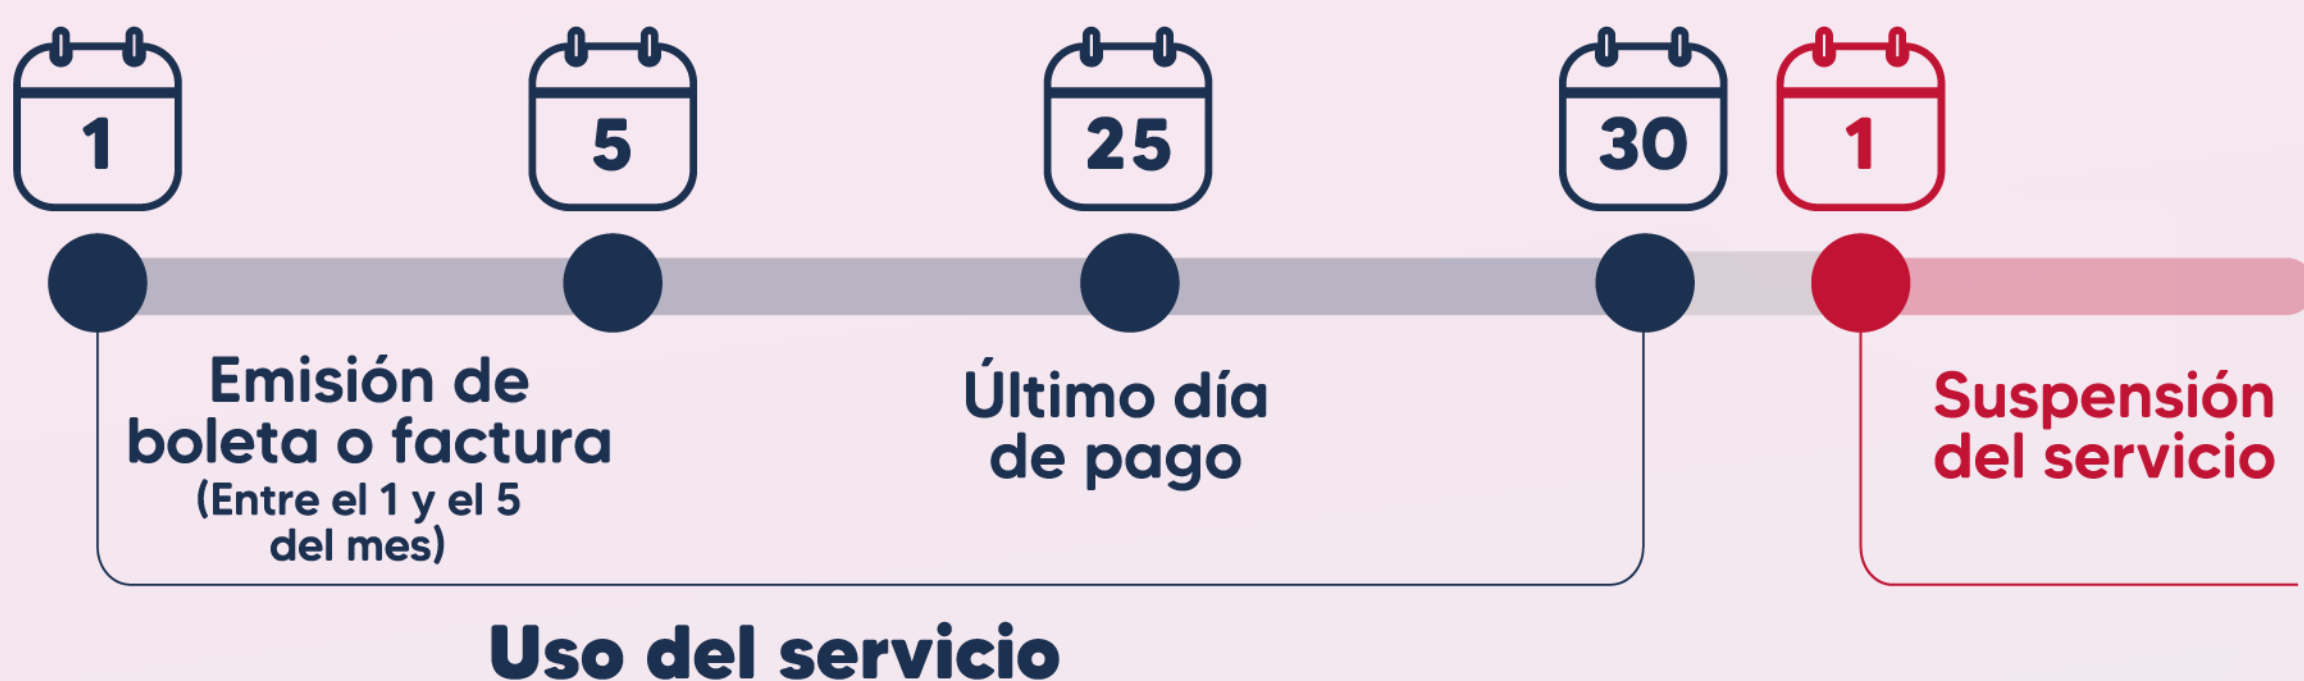 1
5
25
30
1
Emisión de
boleta o factura
(Entre el 1 y el 5
del mes)
Último día
de pago
Suspensión
del servicio
Uso del servicio